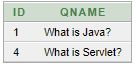 ID QNAME
1 What is Java?
4 What is Servlet?